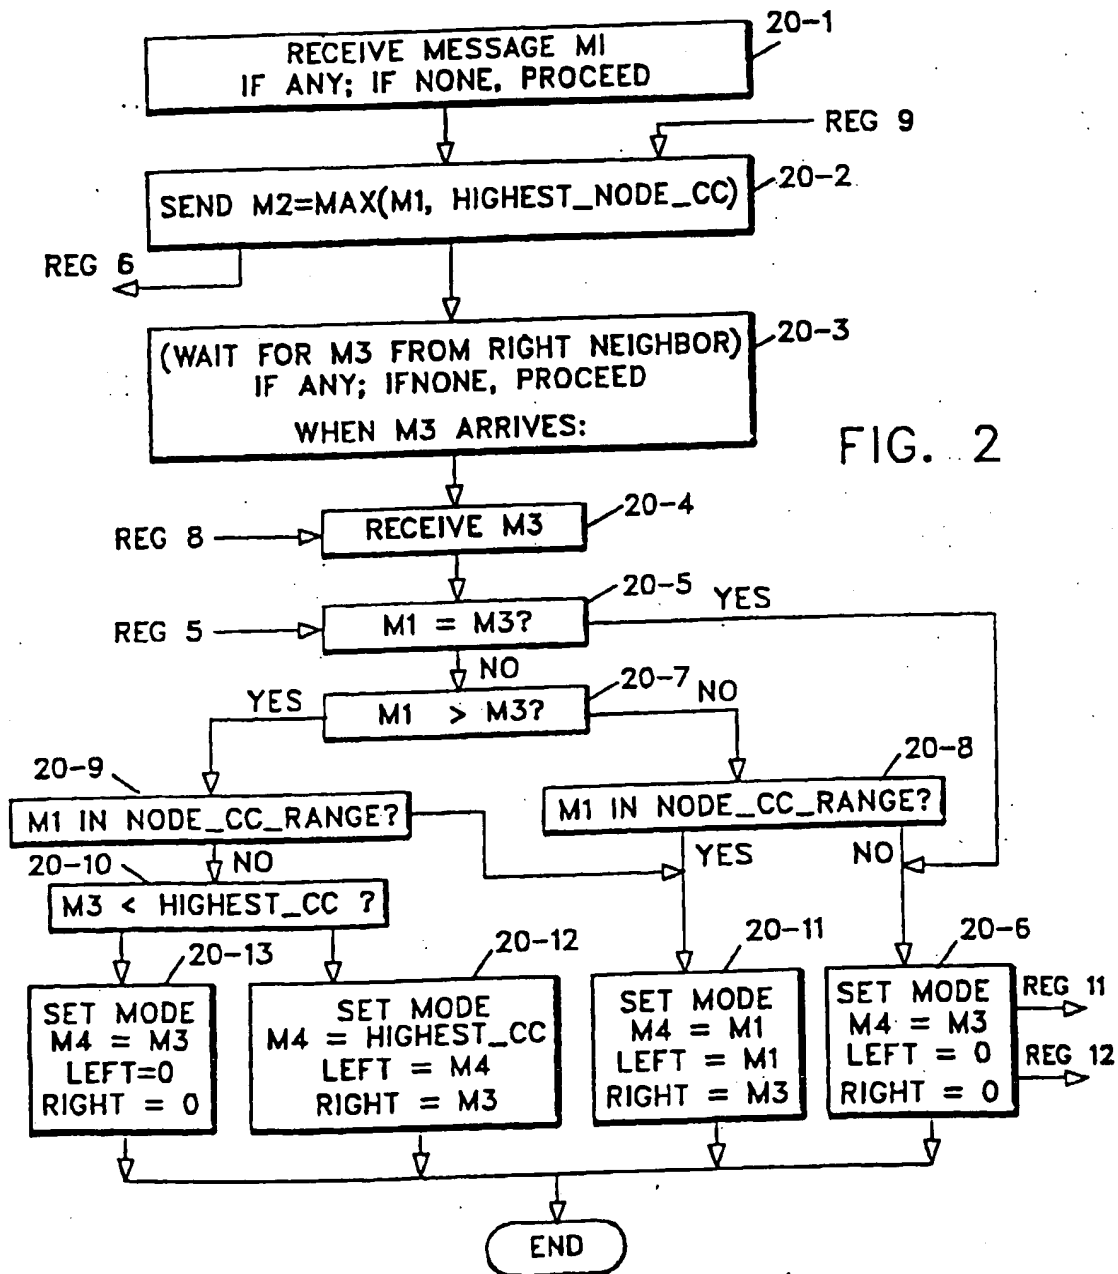 20-1
RECEIVE MESSAGE M1
IF ANY; IF NONE, PROCEED
REG 9
20-2
SEND M2=MAX(M1, HIGHEST_NODE_CC)
REG 6
20-3
(WAIT FOR M3 FROM RIGHT NEIGHBOR)
IF ANY; IFNONE, PROCEED
WHEN M3 ARRIVES:
FIG. 2
20-4
REG 8
RECEIVE M3
20-5
YES
REG 5
M1 = M3?
NO
20-7
YES
NO
M1 > M3?
20-9
20-8
M1 IN NODE_CC_RANGE?
M1 IN NODE_CC_RANGE?
NO
YES
NO
20-10
M3 < HIGHEST_CC ?
20-13
20-12
20-11
20-6
SET MODE
M4 = M3
LEFT=0
RIGHT = 0
SET MODE
M4 = HIGHEST_CC
LEFT = M4
RIGHT = M3
SET MODE
M4 = M1
LEFT = M1
RIGHT = M3
SET MODE
M4 = M3
LEFT = 0
RIGHT = 0
REG 11
REG 12
END